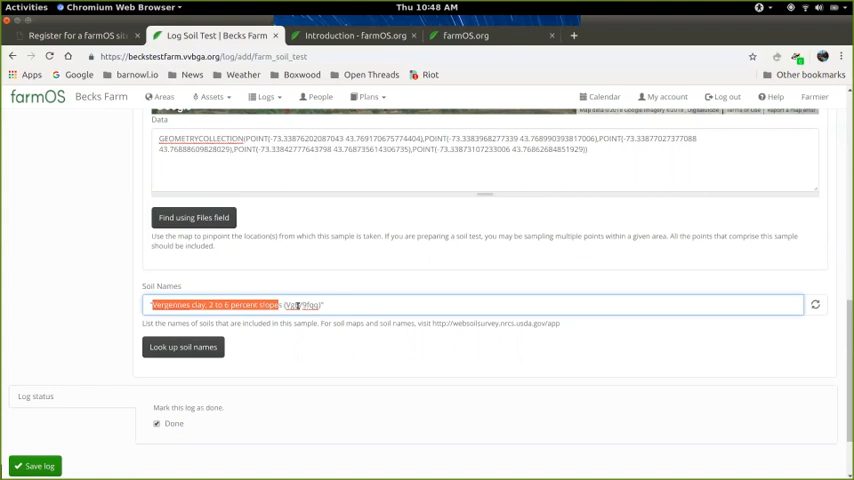 Activities Chromium Web Browser Thu 10:48 AM
Register for a farmOS sit Log Soil Test | Becks Farm Introduction - farmOS.org farmOS.org
https://beckstestfarm.vvbga.org/log/add/farm_soil_test
Apps Google barnowl.io News Weather Boxwood Open Threads Riot Other bookmarks
farmOS Becks Farm Areas Assets Logs People Plans Calendar My account Log out Help Farmier
Data
GEOMETRYCOLLECTION(POINT(-73.33876202087043 43.769170675774404),POINT(-73.3383968277339 43.768990393817006),POINT(-73.33877027377088
43.76888609828029),POINT(-73.33842777643798 43.768735614306735),POINT(-73.33873107233006 43.76862684851929))
Find using Files field
Use the map to pinpoint the location(s) from which this sample is taken. If you are preparing a soil test, you may be sampling multiple points within a given area. All the points that comprise this sample
should be included.
Soil Names
"Vergennes clay, 2 to 6 percent slopes
List the names of soils that are included in this sample. For soil maps and soil names, visit http://websoilsurvey.nrcs.usda.gov/app
Look up soil names
Log status
Mark this log as done.
Done
Save log